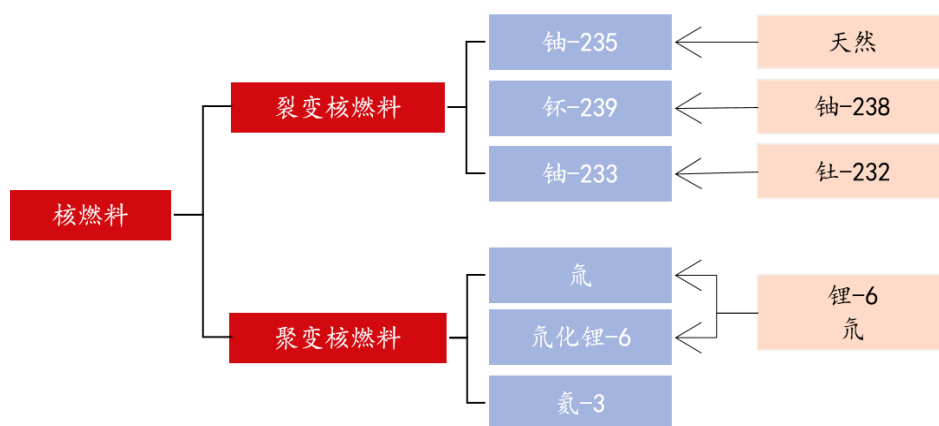 铀-235
天然
裂变核燃料
钚-239
铀-238
铀-233
钍-232
核燃料
氚
锂-6
氘
聚变核燃料
氘化锂-6
氦-3